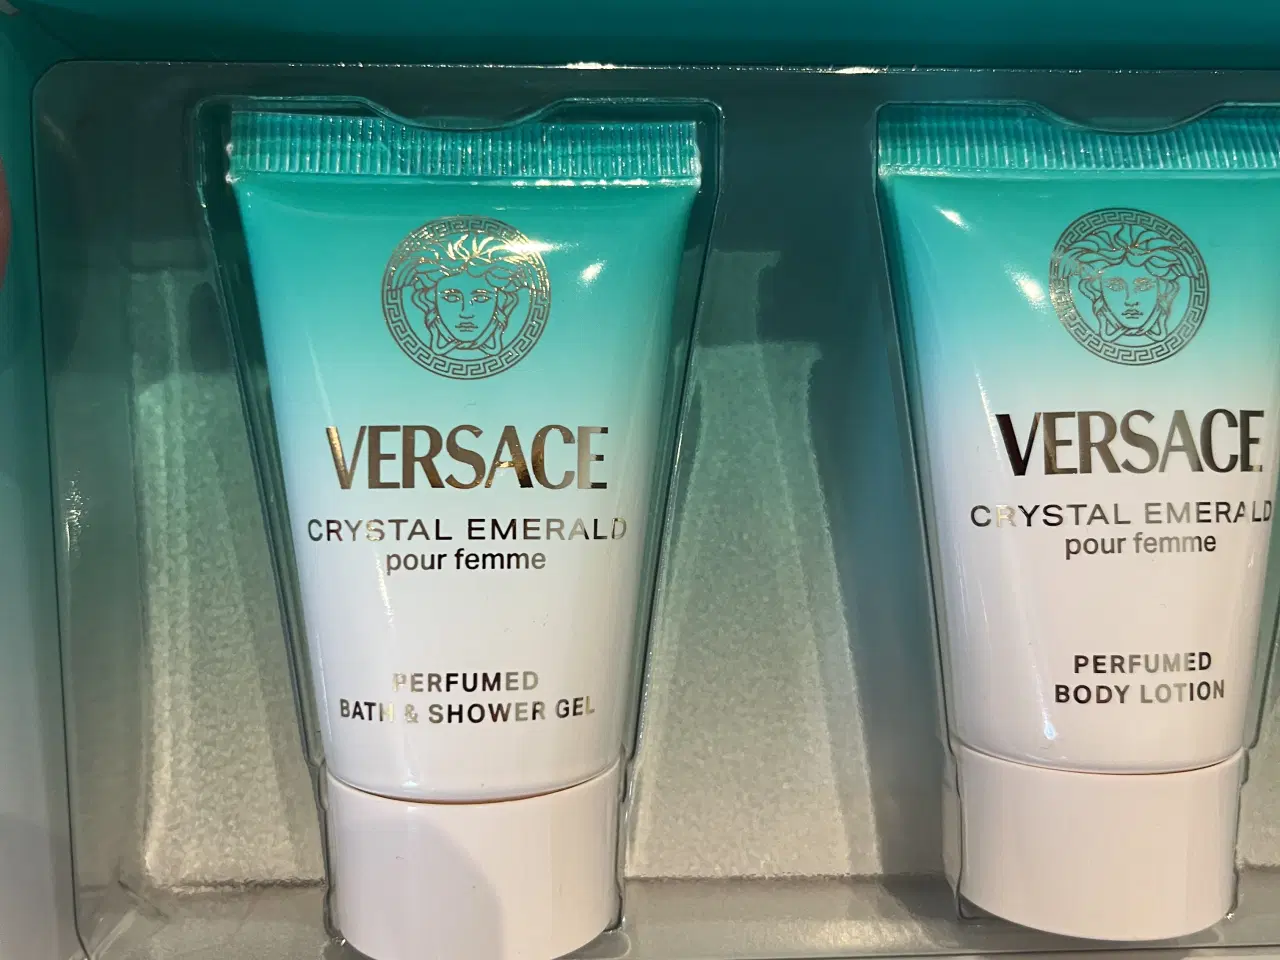 VERSACE
CRYSTAL EMERALD
pour femme
PERFUMED
BATH & SHOWER GEL
VERSACE
CRYSTAL EMERALD
pour femme
PERFUMED
BODY LOTION